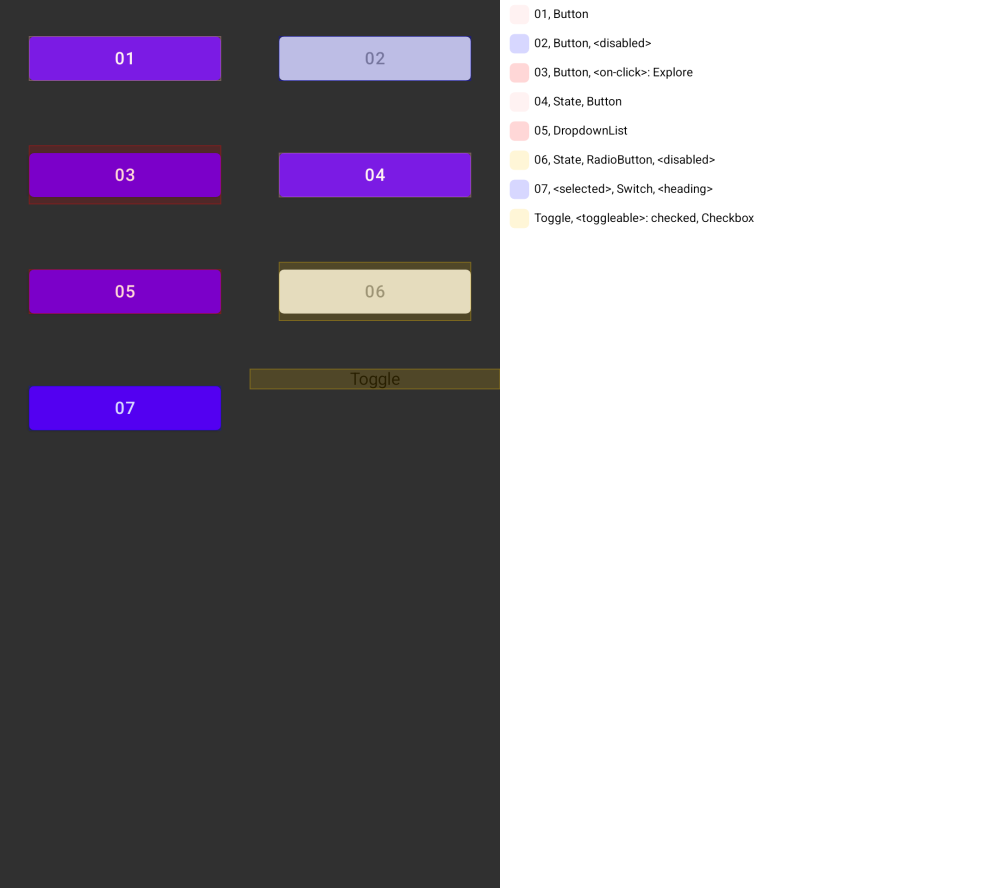 01
02
03
04
05
06
07
Toggle
01, Button
02, Button, <disabled>
03, Button, <on-click>: Explore
04, State, Button
05, DropdownList
06, State, RadioButton, <disabled>
07, <selected>, Switch, <heading>
Toggle, <toggleable>: checked, Checkbox